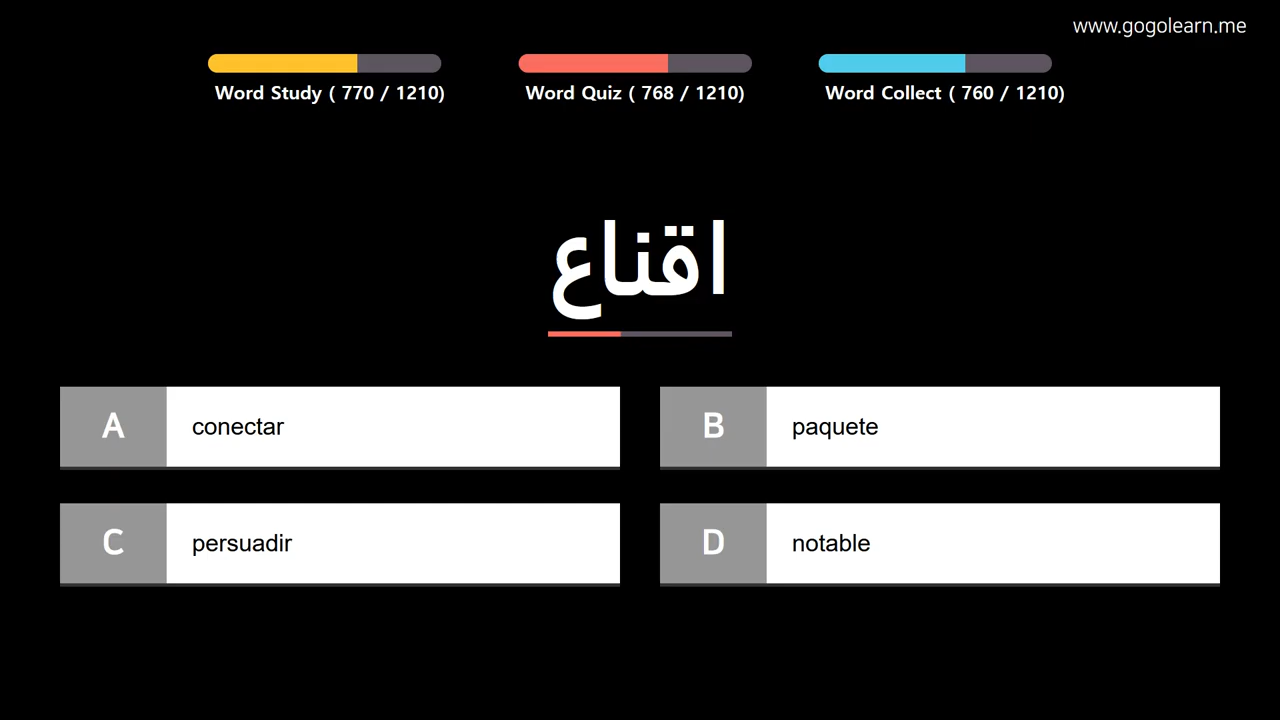 www.gogolearn.me
Word Study ( 770 / 1210)
Word Quiz ( 768 / 1210)
Word Collect ( 760 / 1210)
اقناع
A conectar
B paquete
C persuadir
D notable